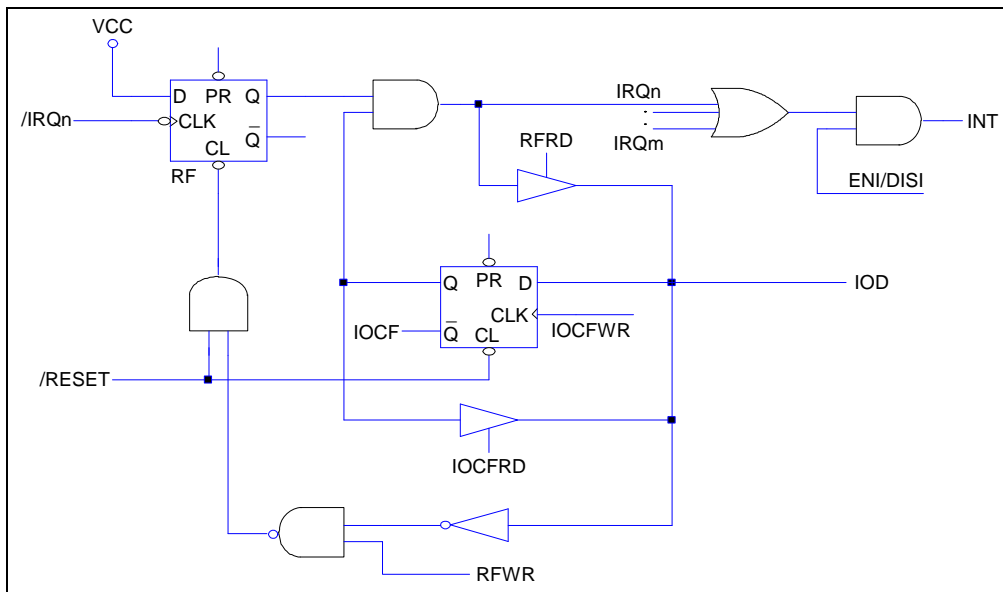 VCC
D PR Q
/IRQn
CLK
Q
CL
RF
IRQn
:
IRQm
INT
RFRD
ENI/DISI
PR
Q D
IOD
CLK
IOCF Q
CL
IOCFWR
/RESET
IOCFRD
RFWR